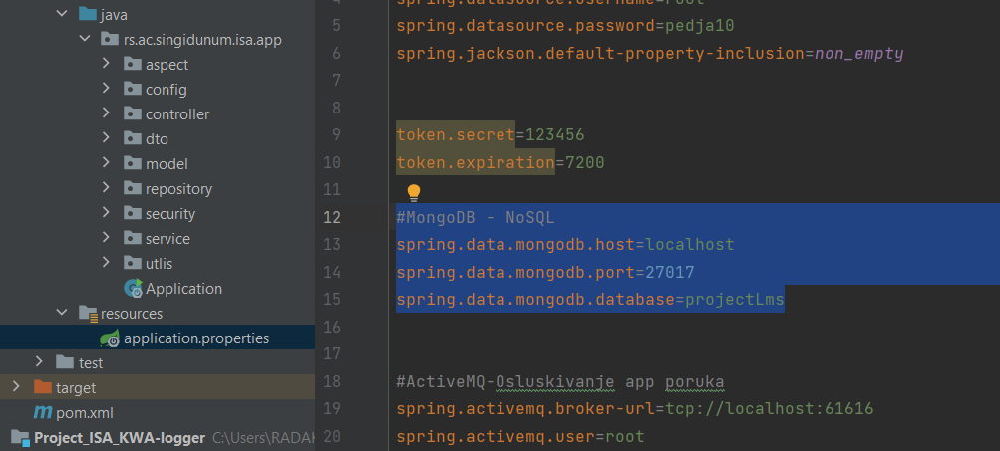 java
rs.ac.singidunum.isa.app
aspect
config
controller
dto
model
repository
security
service
utlis
Application
resources
application.properties
test
target
pom.xml
Project_ISA_KWA-logger C:\Users\RADAK
4 spring.datasource.username=root
5 spring.datasource.password=pedja10
6 spring.jackson.default-property-inclusion=non_empty
7
8
9 token.secret=123456
10 token.expiration=7200
11
12 #MongoDB - NoSQL
13 spring.data.mongodb.host=localhost
14 spring.data.mongodb.port=27017
15 spring.data.mongodb.database=projectLms
16
17
18 #ActiveMQ-Osluskivanje app poruka
19 spring.activemq.broker-url=tcp://localhost:61616
20 spring.activemq.user=root